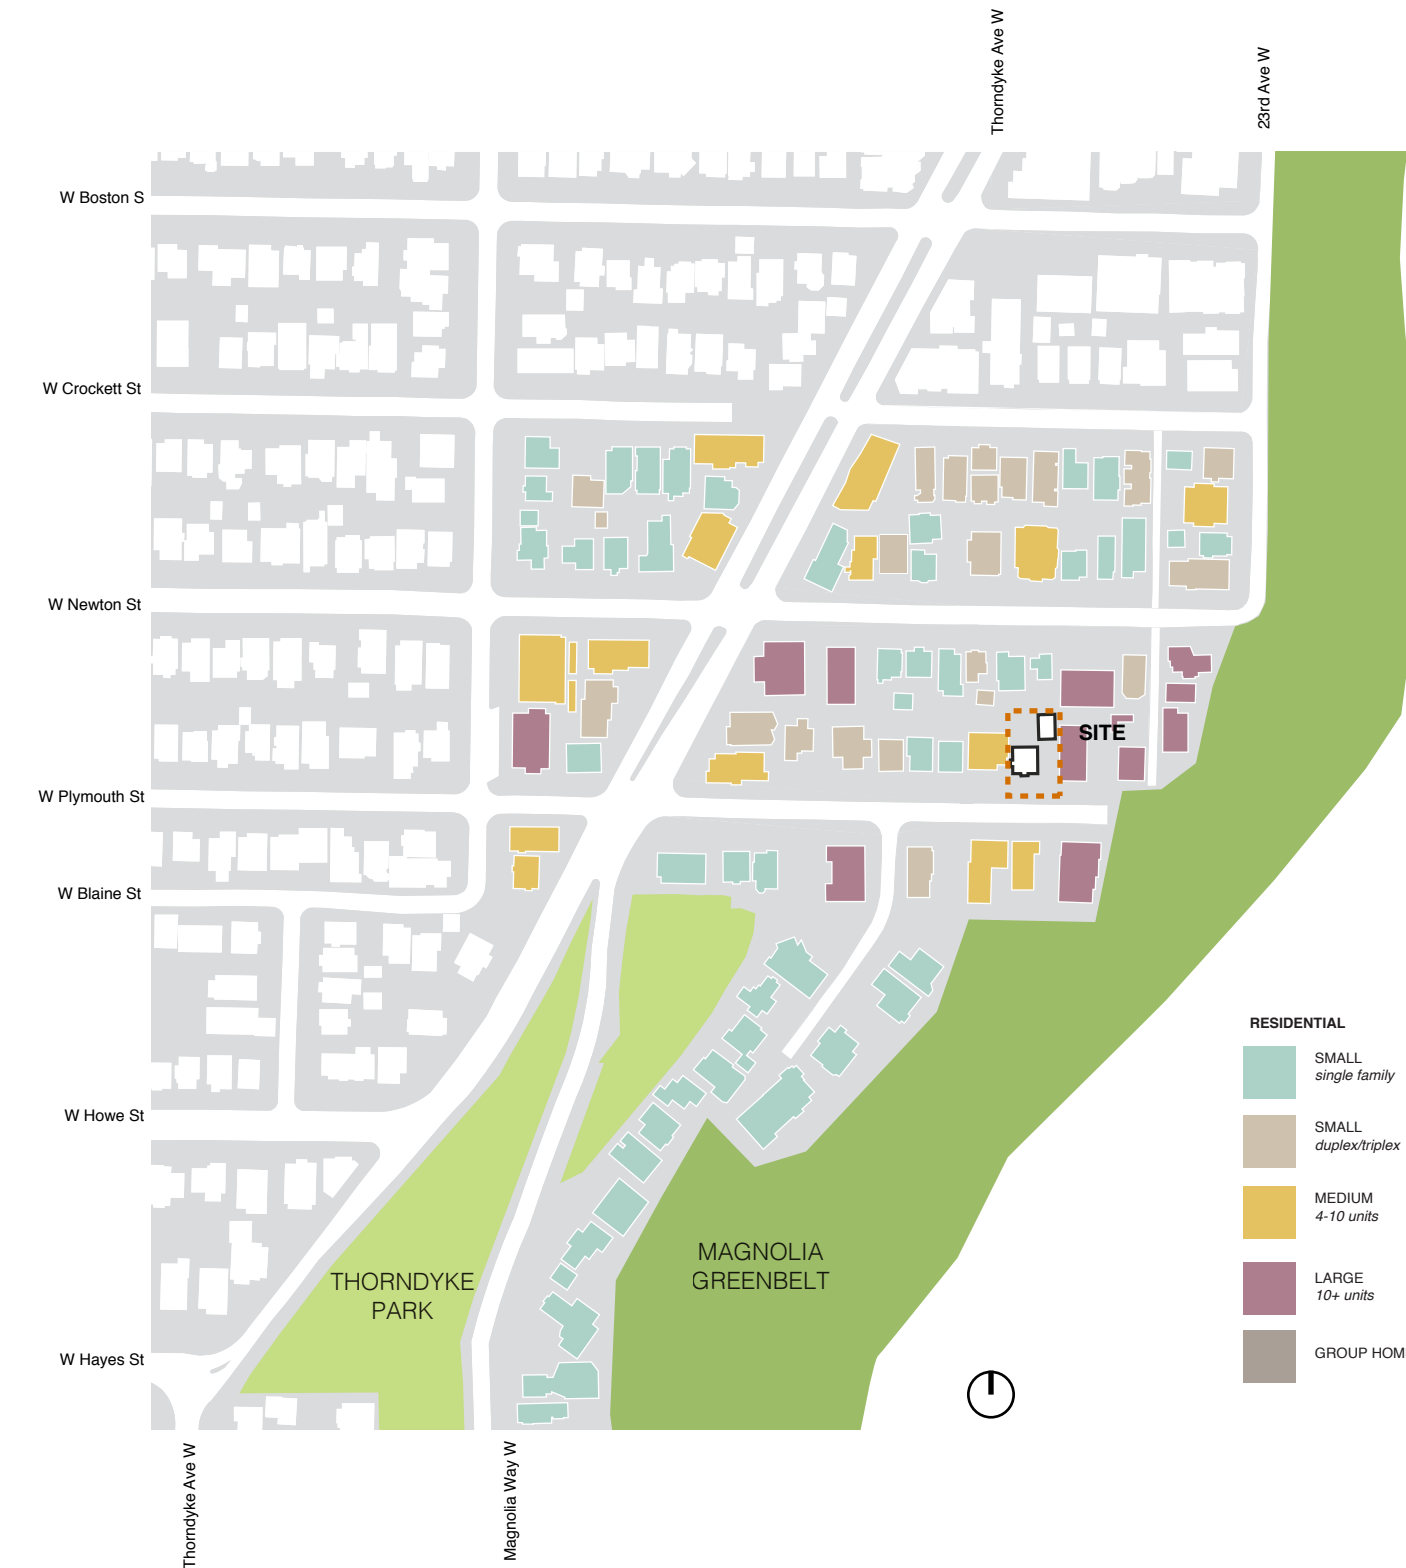 Thorndyke Ave W
23rd Ave W
W Boston S
W Crockett St
W Newton St
SITE
W Plymouth St
W Blaine St
RESIDENTIAL
SMALL
single family
W Howe St
SMALL
duplex/triplex
MEDIUM
4-10 units
MAGNOLIA
GREENBELT
THORNDYKE
PARK
LARGE
10+ units
W Hayes St
GROUP HOM
Thorndyke Ave W
Magnolia Way W